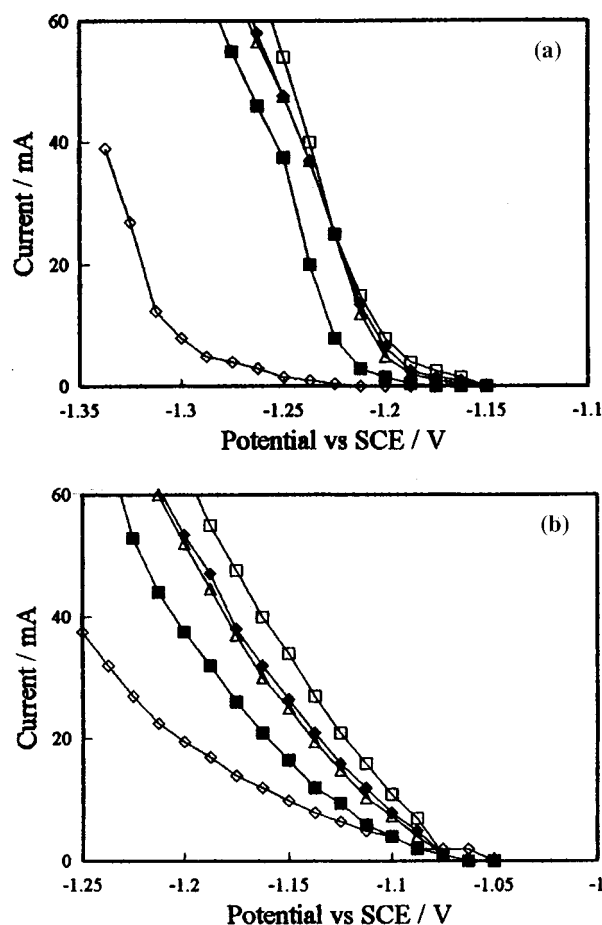 (a)
Current / mA
60
40
20
0
-1.35 -1.3 -1.25 -1.2 -1.15 -1.1
Potential vs SCE / V
(b)
Current / mA
60
40
20
0
-1.25 -1.2 -1.15 -1.1 -1.05 -1
Potential vs SCE / V